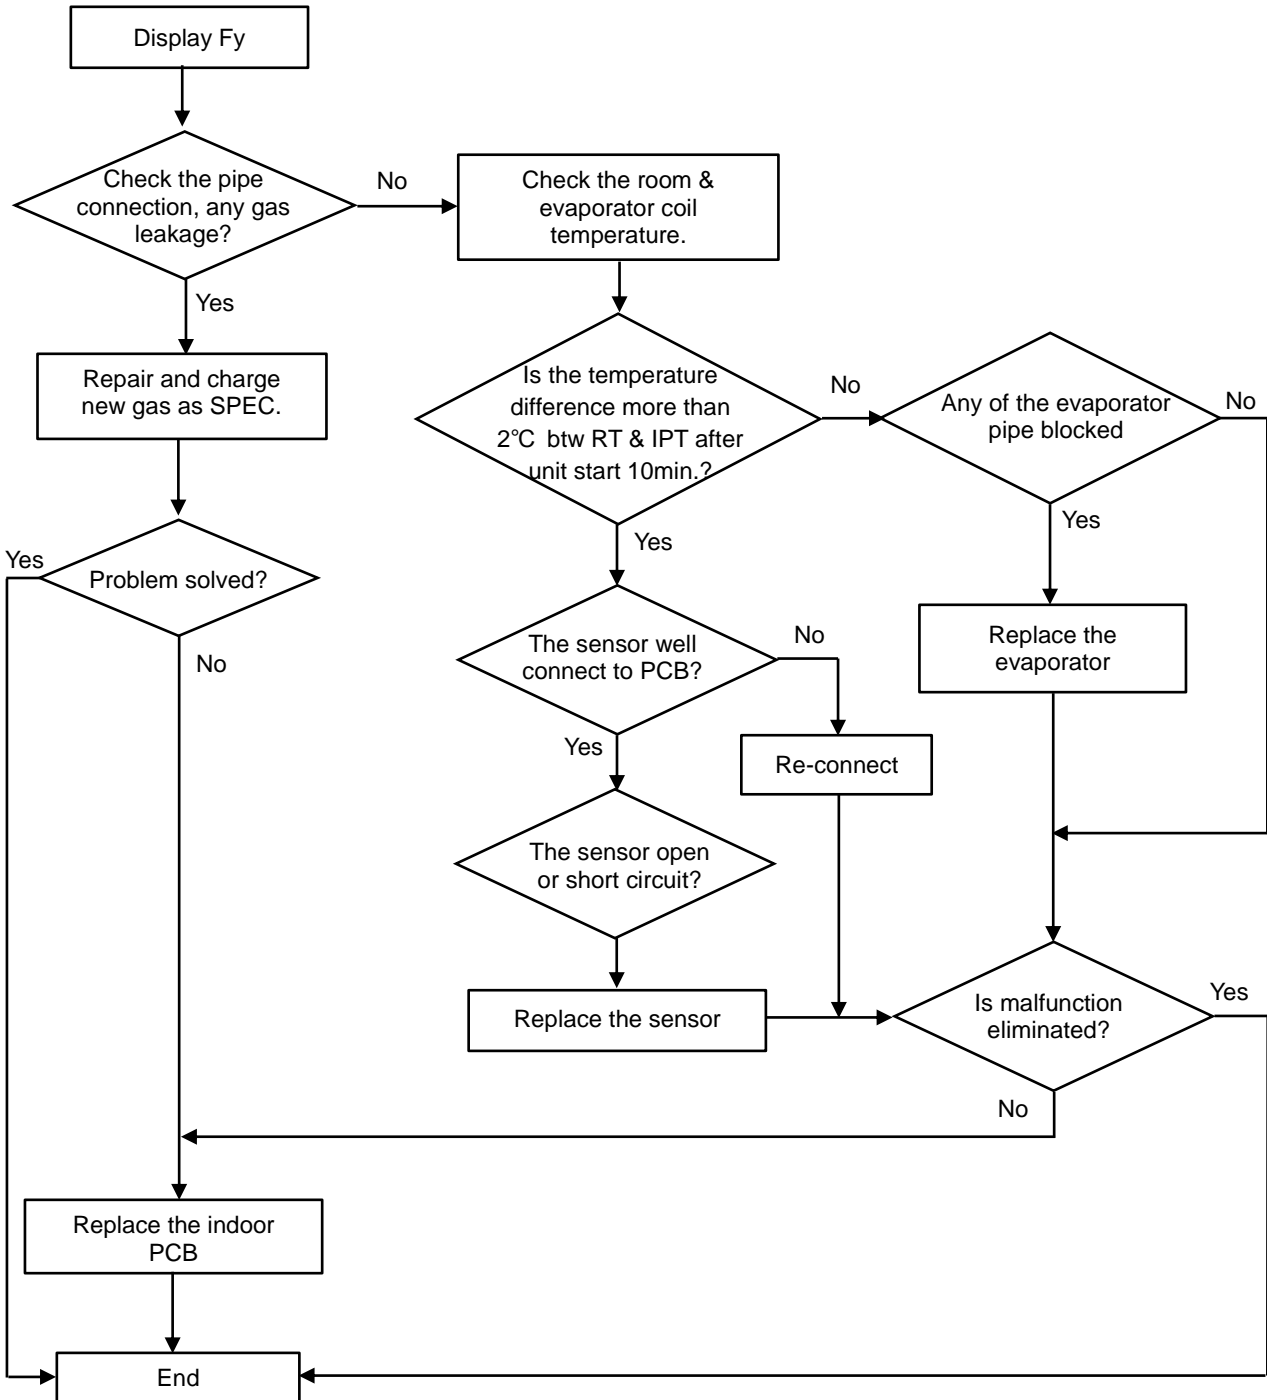 Display Fy
Check the pipe
connection, any gas
leakage?
No
Check the room &
evaporator coil
temperature.
Yes
Repair and charge
new gas as SPEC.
Is the temperature
difference more than
2℃ btw RT & IPT after
unit start 10min.?
No
Any of the evaporator
pipe blocked
No
Yes
Problem solved?
Yes
Yes
The sensor well
connect to PCB?
No
Replace the
evaporator
No
Yes
Re-connect
The sensor open
or short circuit?
Replace the sensor
Is malfunction
eliminated?
Yes
No
Replace the indoor
PCB
End